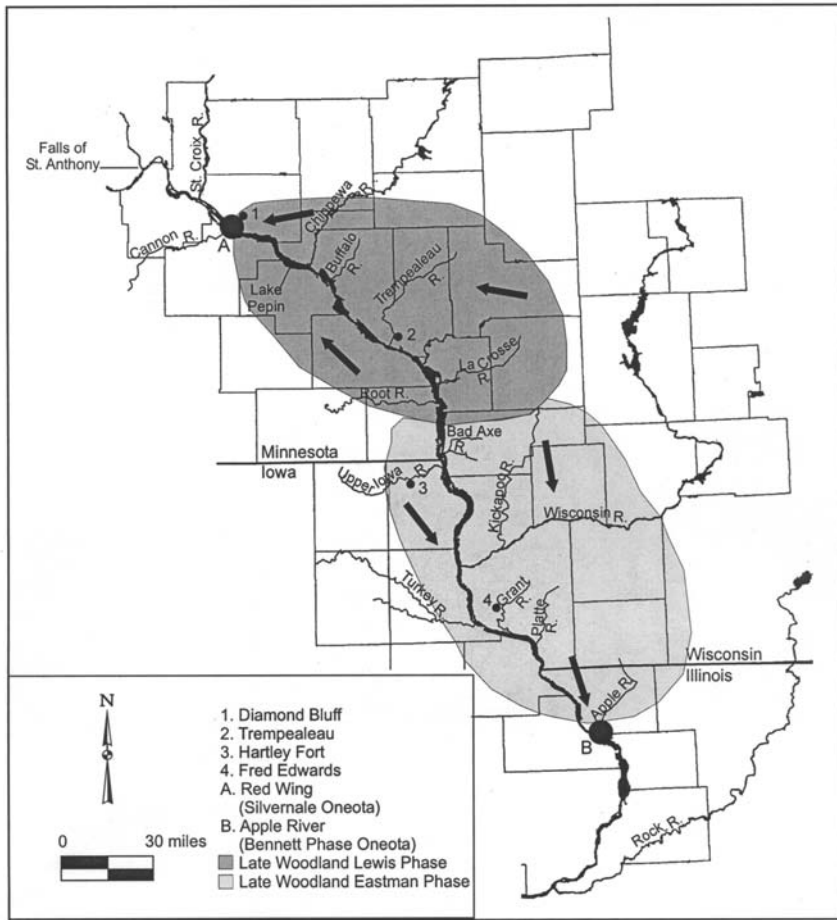 Falls of
St. Anthony
St. Croix R.
Chippewa
R.
1
A
Cannon R.
Buffalo
R.
Lake
Pepin
Trempealeau
R.
2
La Crosse
R.
Root R.
Bad Axe
R.
Minnesota
Iowa
Upper Iowa R.
3
Kickapoo R.
Wisconsin R.
Turkey R.
4
Grant
R.
Platte
R.
Wisconsin
Illinois
Apple R.
B
Rock R.
N
0 30 miles
1. Diamond Bluff
2. Trempealeau
3. Hartley Fort
4. Fred Edwards
A. Red Wing
(Silvernale Oneota)
B. Apple River
(Bennett Phase Oneota)
Late Woodland Lewis Phase
Late Woodland Eastman Phase